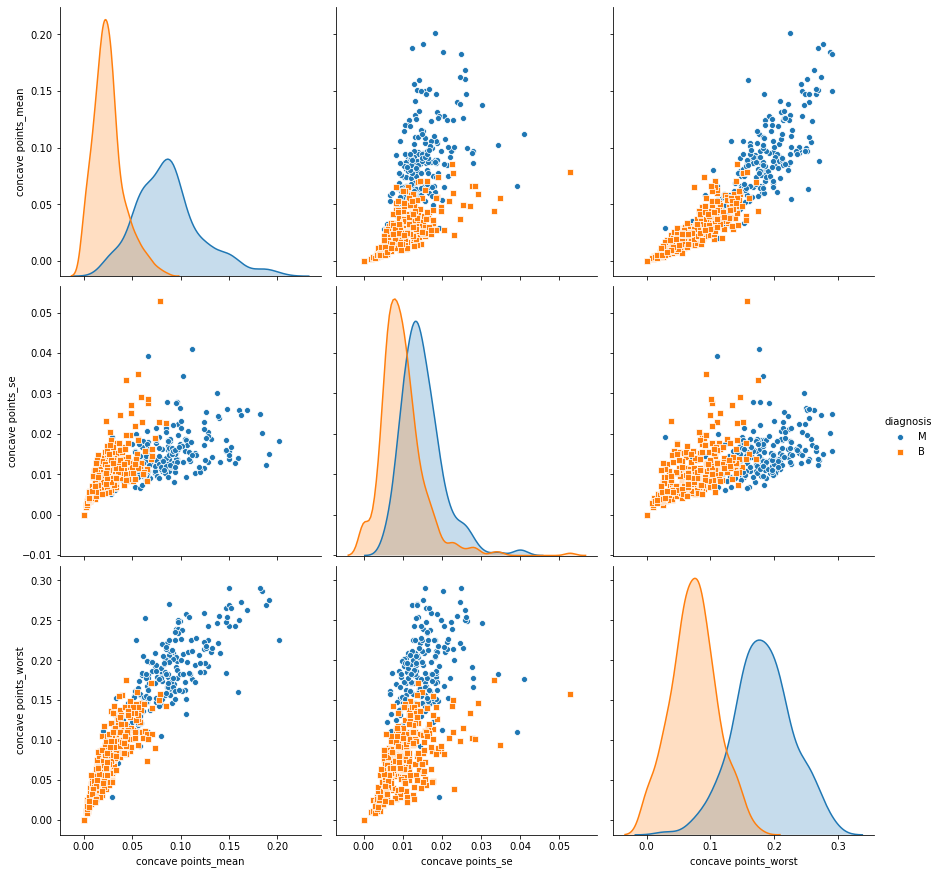 concave points_mean
0.20
0.15
0.10
0.05
0.00
concave points_se
0.05
0.04
0.03
0.02
0.01
0.00
−0.01
diagnosis
M
B
concave points_worst
0.30
0.25
0.20
0.15
0.10
0.05
0.00
0.00 0.05 0.10 0.15 0.20
concave points_mean
0.00 0.01 0.02 0.03 0.04 0.05
concave points_se
0.0 0.1 0.2 0.3
concave points_worst